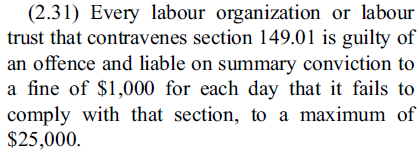 (2.31) Every labour organization or labour
trust that contravenes section 149.01 is guilty of
an offence and liable on summary conviction to
a fine of $1,000 for each day that it fails to
comply with that section, to a maximum of
$25,000.